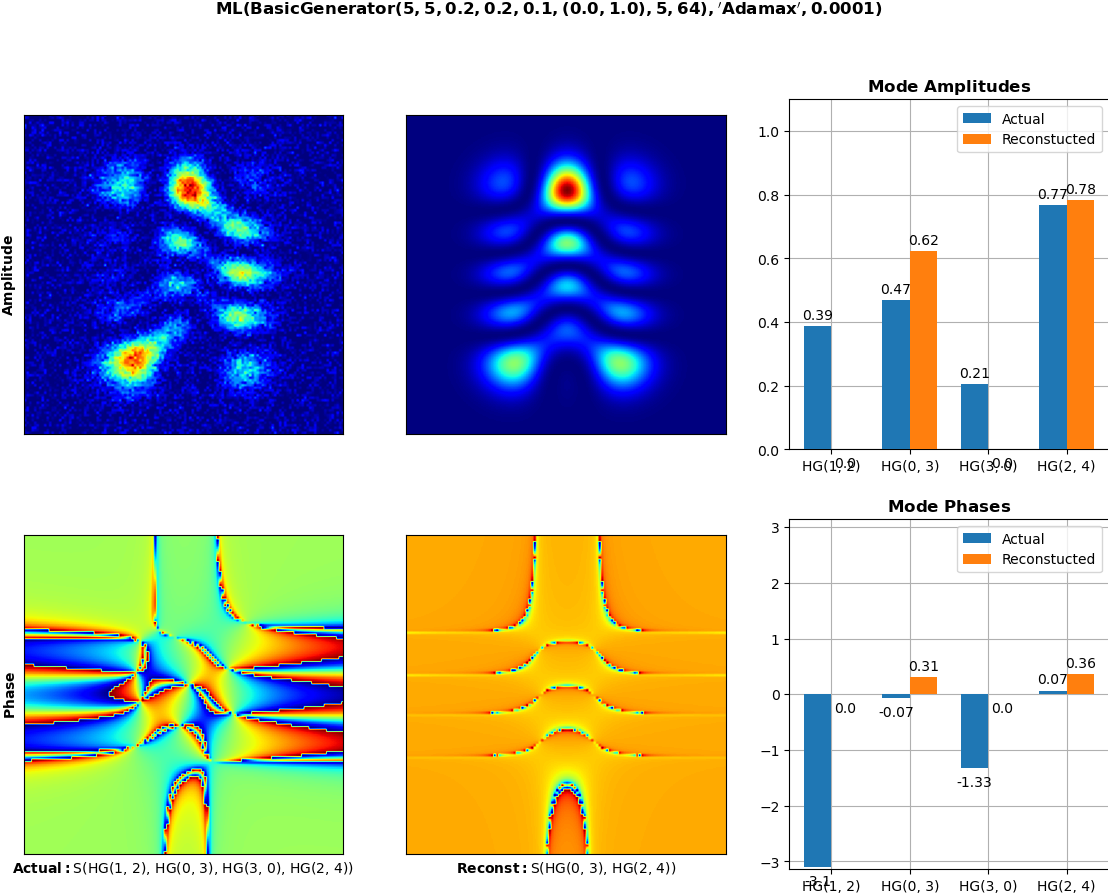 ML(BasicGenerator(5, 5, 0.2, 0.2, 0.1, (0.0, 1.0), 5, 64), 'Adamax', 0.0001)
Mode Amplitudes
Amplitude
Actual
Reconstucted
1.0
0.8
0.6
0.4
0.2
0.0
0.39
0.0
0.47
0.62
0.21
0.0
0.77
0.78
HG(1, 2)
HG(0, 3)
HG(3, 0)
HG(2, 4)
Mode Phases
Phase
Actual
Reconstucted
3
2
1
0
−1
−2
−3
-3.1
0.0
-0.07
0.31
-1.33
0.0
0.07
0.36
HG(1, 2)
HG(0, 3)
HG(3, 0)
HG(2, 4)
Actual: S(HG(1, 2), HG(0, 3), HG(3, 0), HG(2, 4))
Reconst: S(HG(0, 3), HG(2, 4))